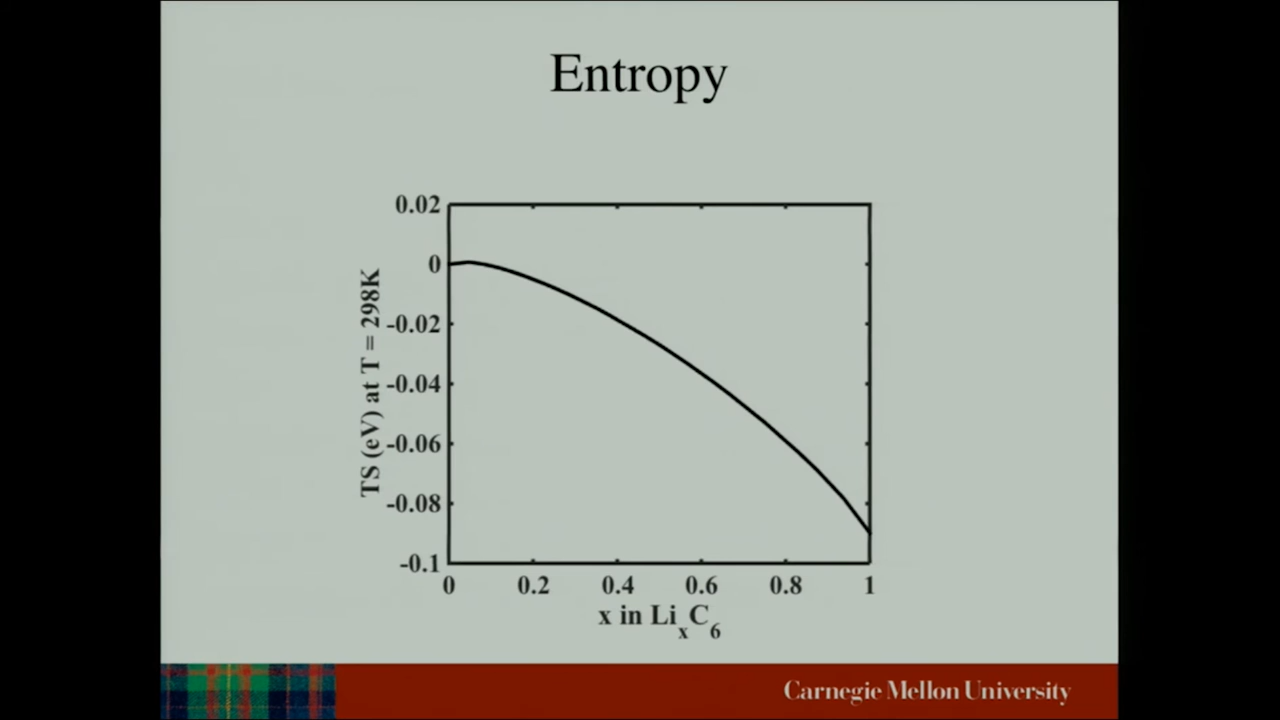 Entropy
0.02
0
-0.02
-0.04
-0.06
-0.08
-0.1
TS (eV) at T = 298K
0 0.2 0.4 0.6 0.8 1
x in LixC6
Carnegie Mellon University